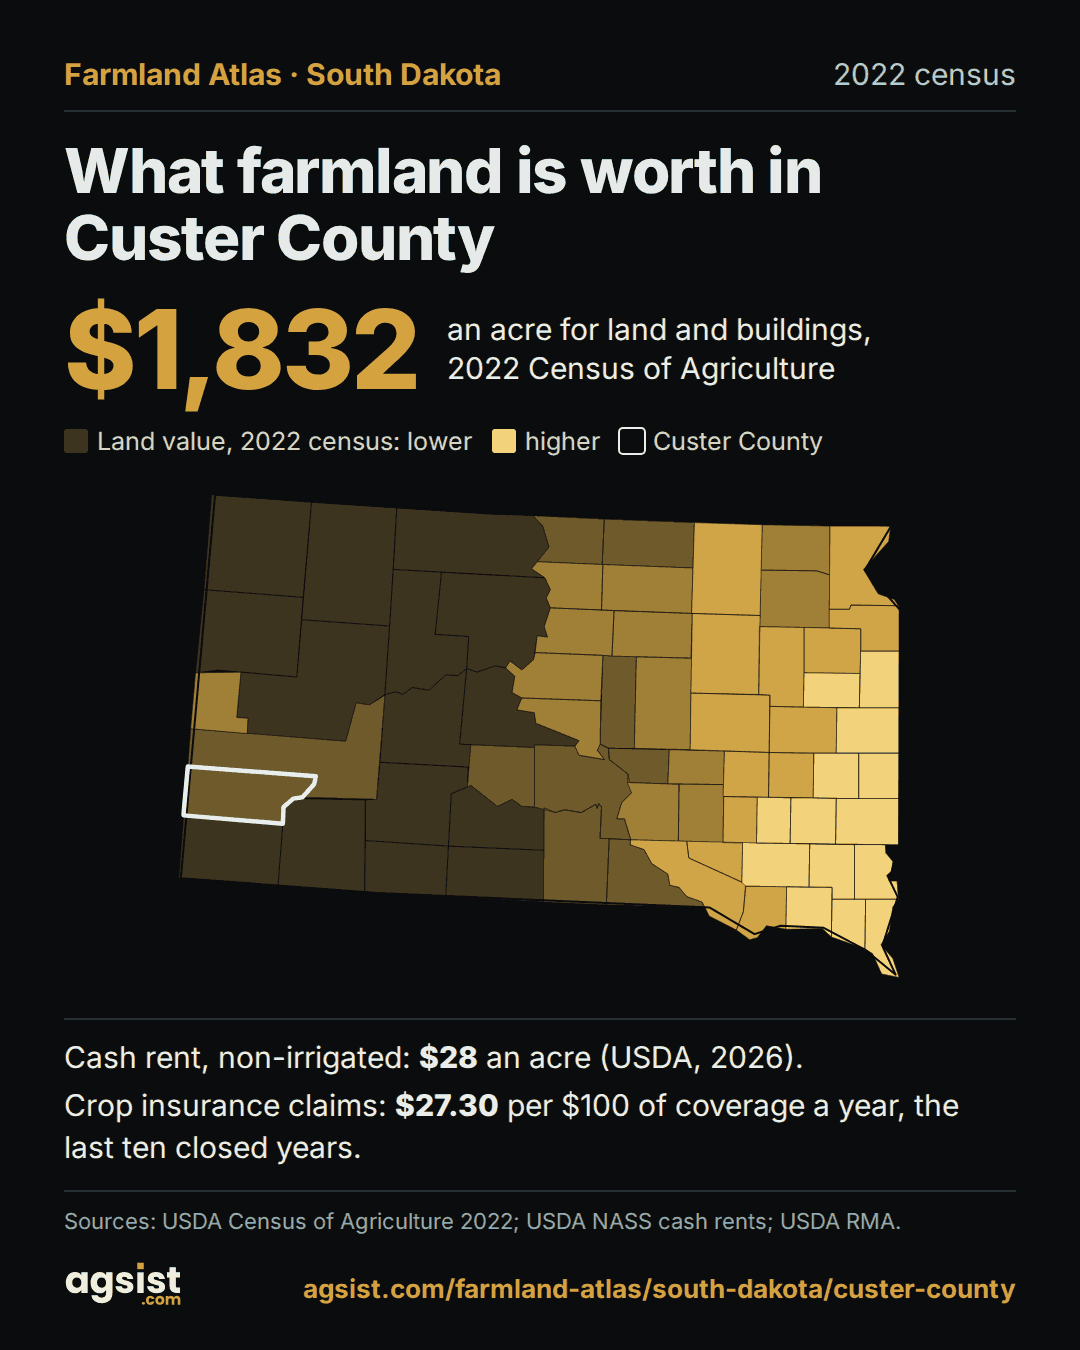 Farmland Atlas · South Dakota
2022 census
What farmland is worth in
Custer County
$1,832
an acre for land and buildings,
2022 Census of Agriculture
Land value, 2022 census: lower
higher
Custer County
Cash rent, non-irrigated: $28 an acre (USDA, 2026).
Crop insurance claims: $27.30 per $100 of coverage a year, the
last ten closed years.
Sources: USDA Census of Agriculture 2022; USDA NASS cash rents; USDA RMA.
agsist
.com
agsist.com/farmland-atlas/south-dakota/custer-county